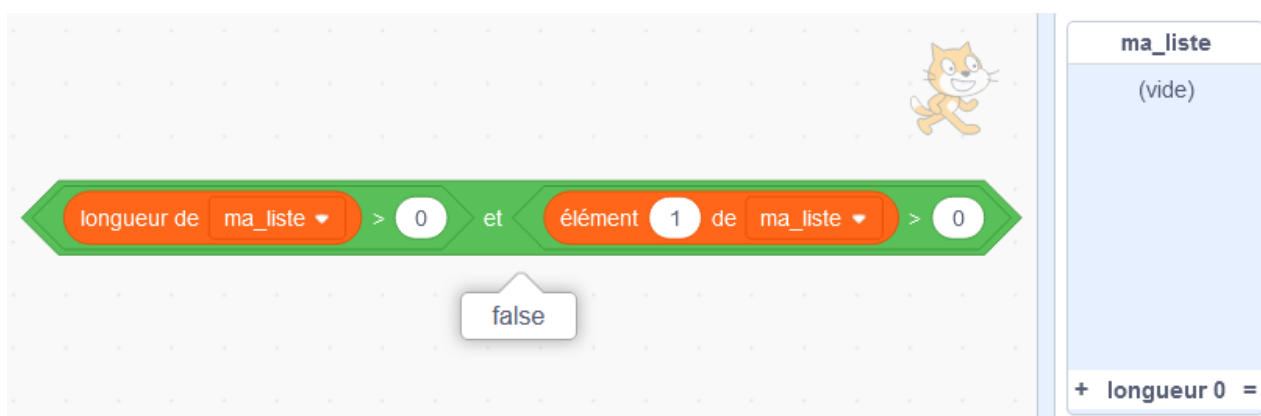 longueur de ma_liste > 0 et élément 1 de ma_liste > 0
false
ma_liste
(vide)
+ longueur 0 =